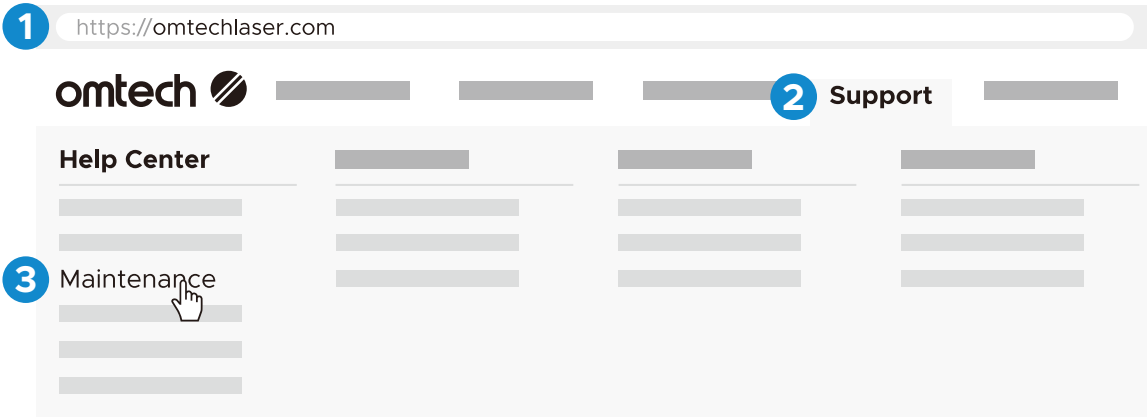 1 https://omtechlaser.com
omtech
2 Support
Help Center
3 Maintenance